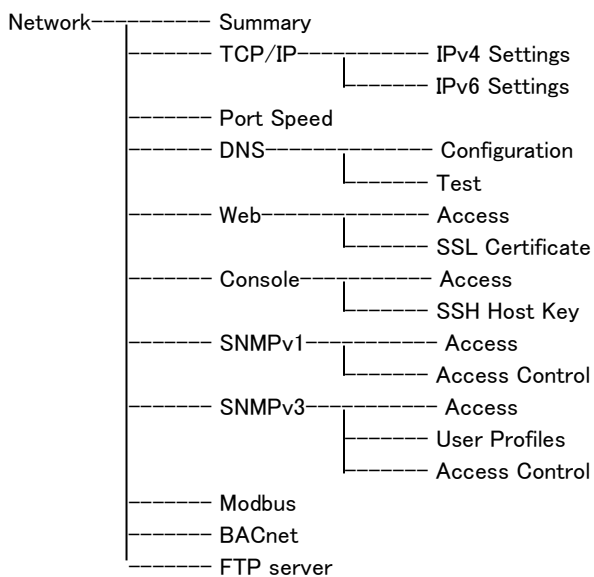 Network Summary
TCP/IP IPv4 Settings
IPv6 Settings
Port Speed
DNS Configuration
Test
Web Access
SSL Certificate
Console Access
SSH Host Key
SNMPv1 Access
Access Control
SNMPv3 Access
User Profiles
Access Control
Modbus
BACnet
FTP server